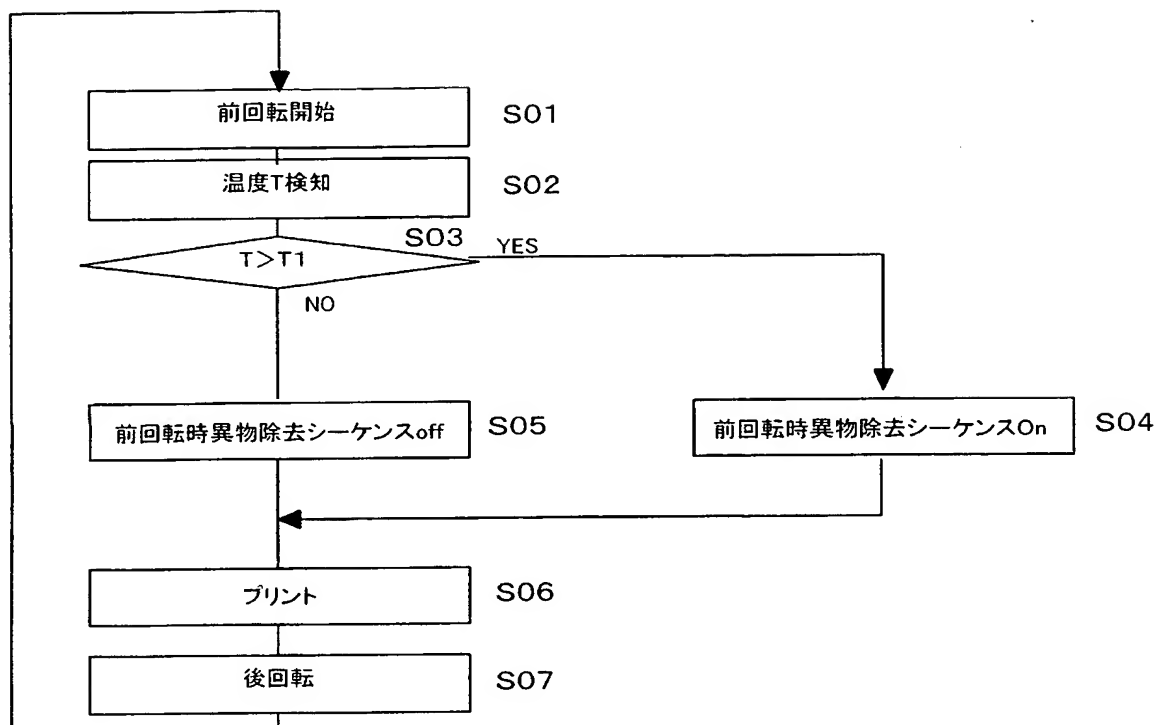 前回転開始 S01
温度T検知 S02
S03
T>T1
YES
NO
前回転時異物除去シーケンスoff S05
前回転時異物除去シーケンスOn S04
プリント S06
後回転 S07